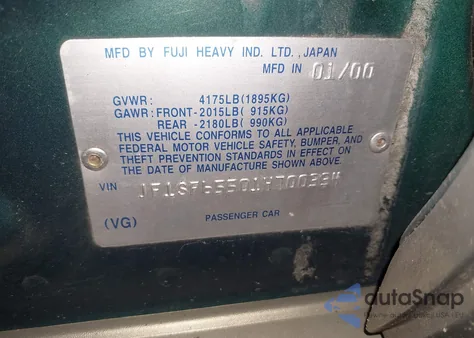 MFD BY FUJI HEAVY IND. LTD., JAPAN
MFD IN 01/00
GVWR: 4175LB(1895KG)
GAWR: FRONT-2015LB( 915KG)
REAR -2180LB( 990KG)
THIS VEHICLE CONFORMS TO ALL APPLICABLE
FEDERAL MOTOR VEHICLE SAFETY, BUMPER, AND
THEFT PREVENTION STANDARDS IN EFFECT ON
THE DATE OF MANUFACTURE SHOWN ABOVE.
VIN
(VG) PASSENGER CAR
autoSnap